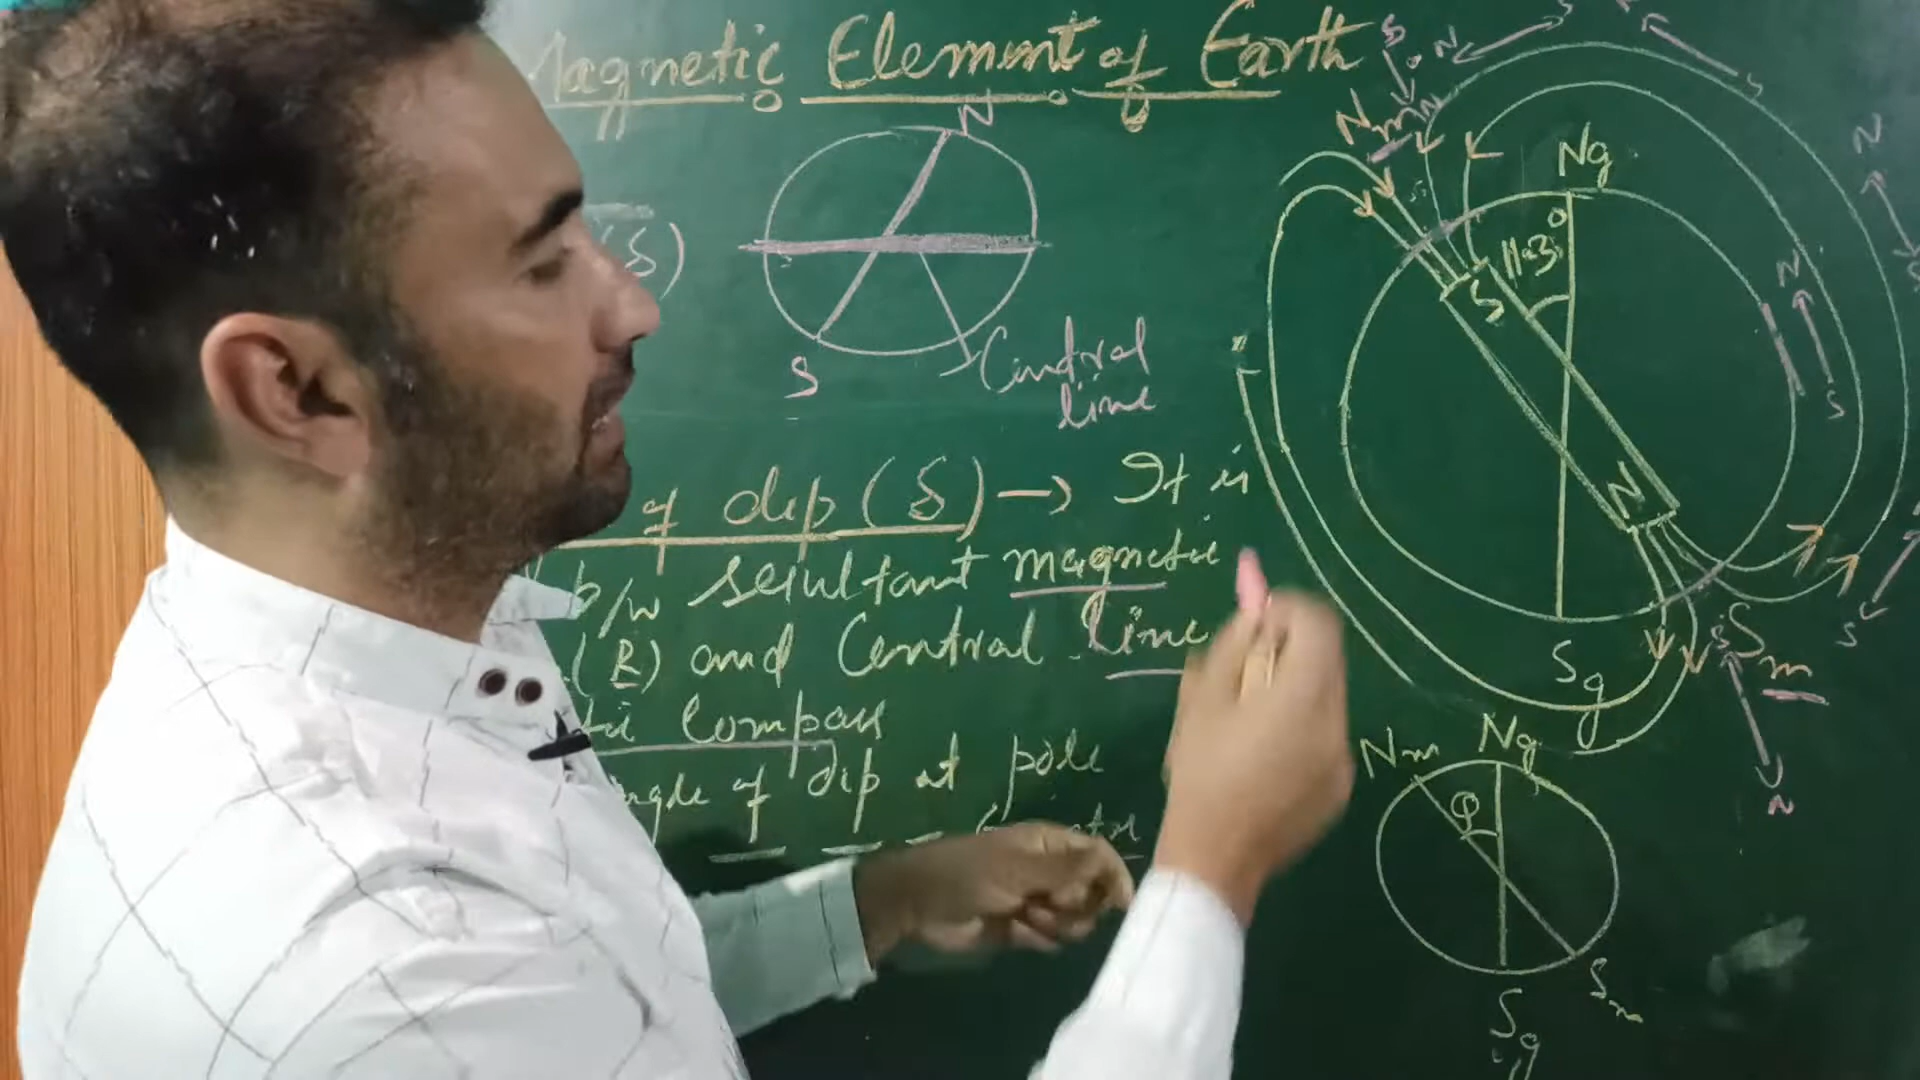 Magnetic Element of Earth
N
S
Central
line
of dip (δ) → It is
b/w resultant magnetic
(R) and Central line
tic Compass
angle of dip at pole
Nm
Ng
11.3°
S
N
Sg
Sm
N
S
N
S
N
S
S
N
Nm Ng
φ
Sm
Sg